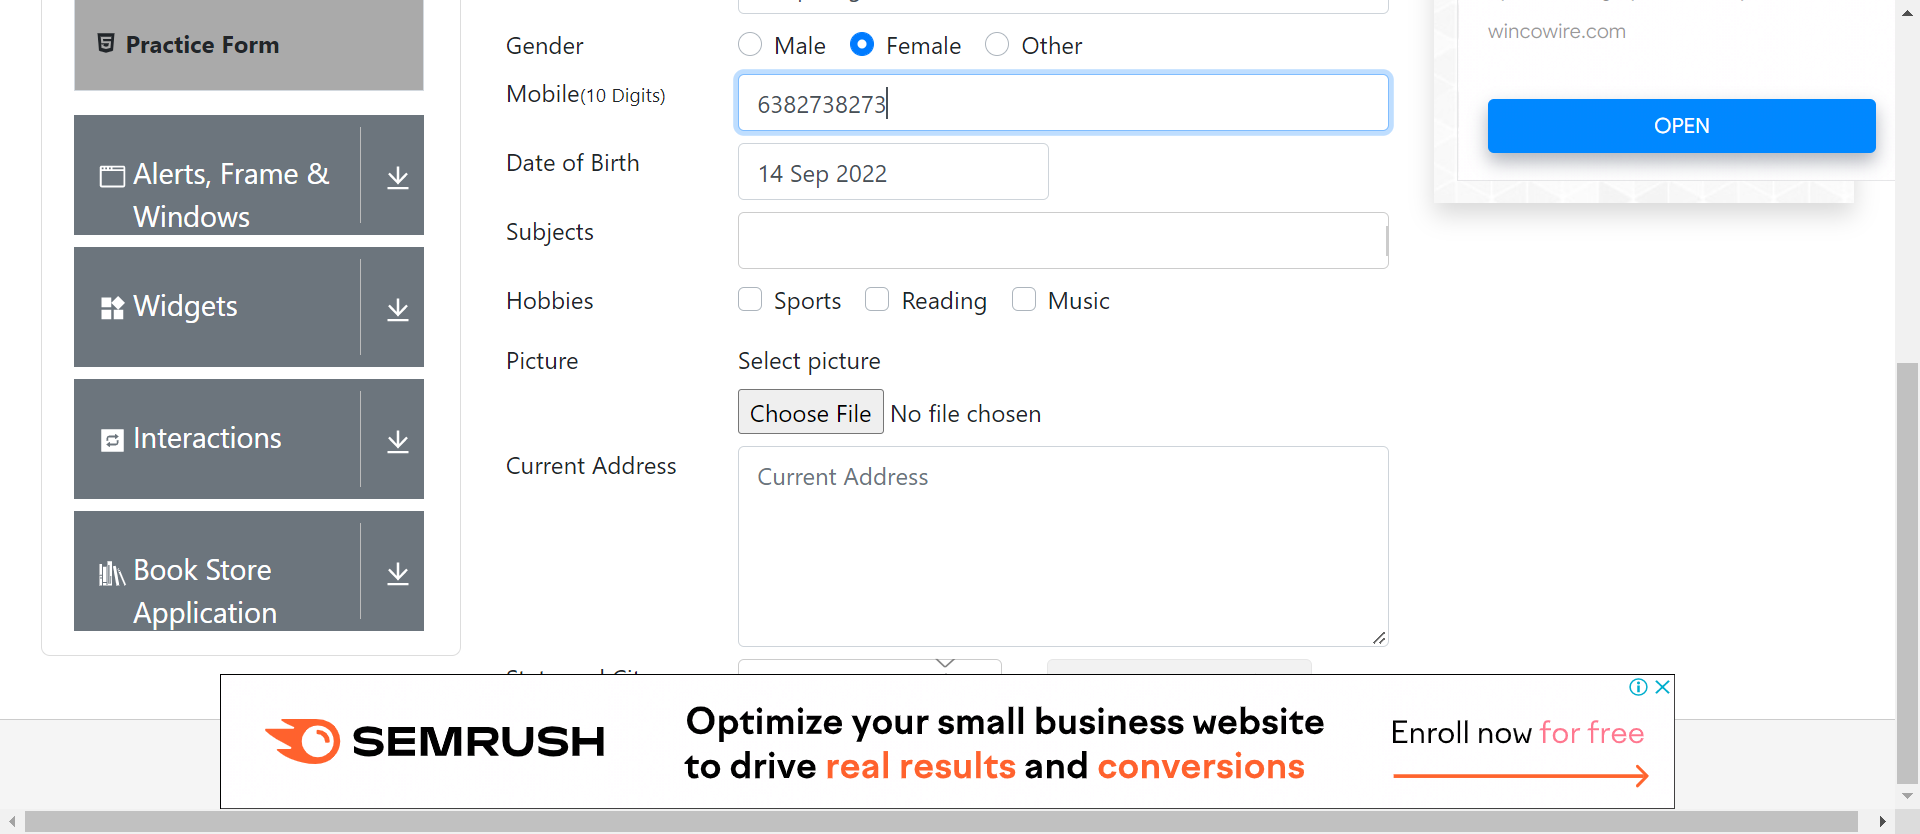 Practice Form
Alerts, Frame &
Windows
Widgets
Interactions
Book Store
Application
Gender
Male
Female
Other
Mobile(10 Digits)
6382738273
Date of Birth
14 Sep 2022
Subjects
Hobbies
Sports
Reading
Music
Picture
Select picture
Choose File
No file chosen
Current Address
Current Address
wincowire.com
OPEN
SEMRUSH
Optimize your small business website
to drive real results and conversions
Enroll now for free